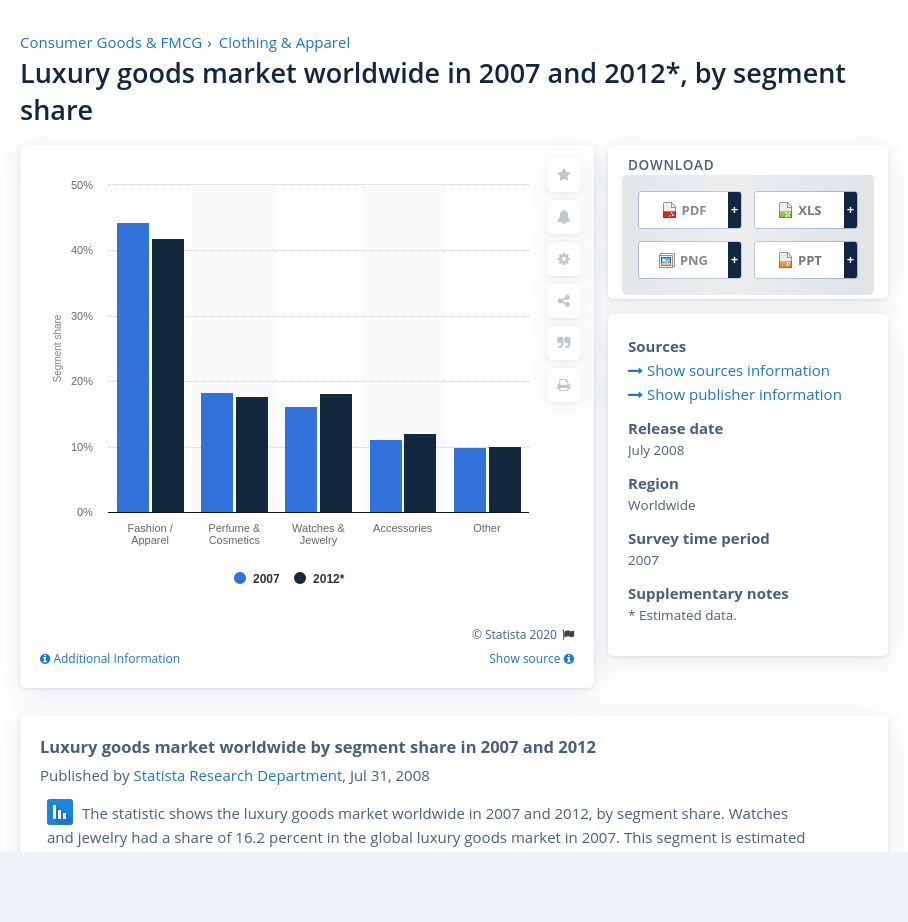 Consumer Goods & FMCG › Clothing & Apparel
Luxury goods market worldwide in 2007 and 2012*, by segment
share
50%
40%
30%
20%
10%
0%
Segment share
Fashion /
Apparel
Perfume &
Cosmetics
Watches &
Jewelry
Accessories
Other
2007 2012*
© Statista 2020
Additional Information
Show source
DOWNLOAD
PDF + XLS +
PNG + PPT +
Sources
Show sources information
Show publisher information
Release date
July 2008
Region
Worldwide
Survey time period
2007
Supplementary notes
* Estimated data.
Luxury goods market worldwide by segment share in 2007 and 2012
Published by Statista Research Department, Jul 31, 2008
The statistic shows the luxury goods market worldwide in 2007 and 2012, by segment share. Watches
and jewelry had a share of 16.2 percent in the global luxury goods market in 2007. This segment is estimated